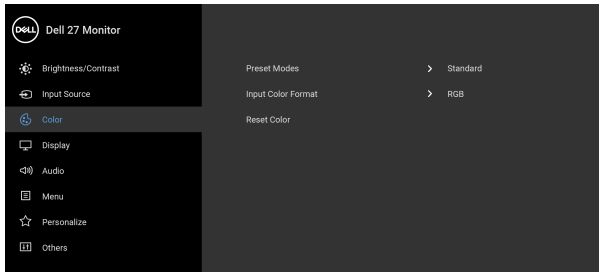 DELL Dell 27 Monitor
Brightness/Contrast
Preset Modes > Standard
Input Source
Input Color Format > RGB
Color
Reset Color
Display
Audio
Menu
Personalize
Others